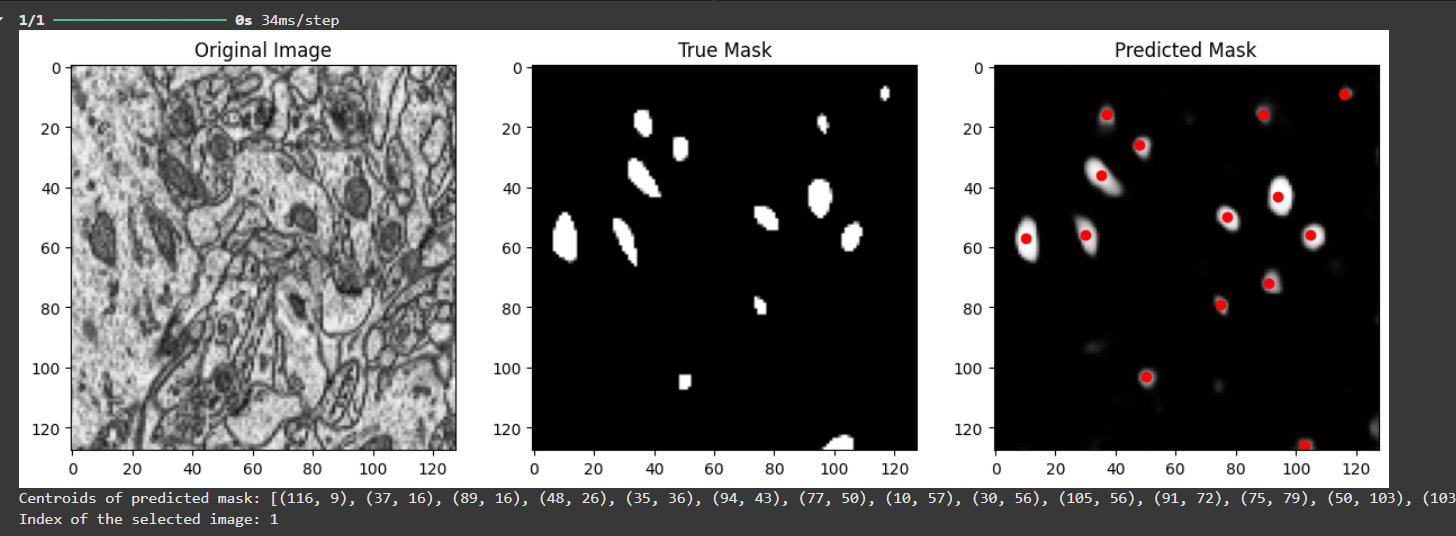 1/1 ━━━━━━━━━━━━━━━━━━━━ 0s 34ms/step
Original Image
0
20
40
60
80
100
120
0 20 40 60 80 100 120
True Mask
0
20
40
60
80
100
120
0 20 40 60 80 100 120
Predicted Mask
0
20
40
60
80
100
120
0 20 40 60 80 100 120
Centroids of predicted mask: [(116, 9), (37, 16), (89, 16), (48, 26), (35, 36), (94, 43), (77, 50), (10, 57), (30, 56), (105, 56), (91, 72), (75, 79), (50, 103), (103
Index of the selected image: 1